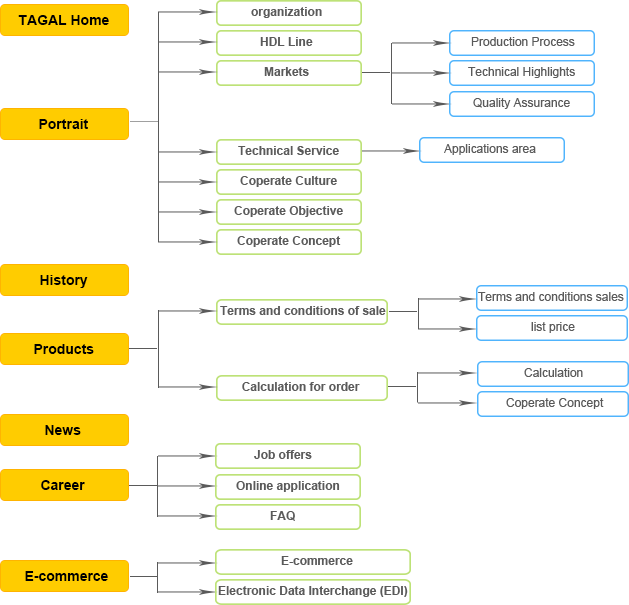 TAGAL Home
organization
HDL Line
Markets
Production Process
Technical Highlights
Quality Assurance
Portrait
Technical Service
Applications area
Coperate Culture
Coperate Objective
Coperate Concept
History
Products
Terms and conditions of sale
Terms and conditions sales
list price
Calculation for order
Calculation
Coperate Concept
News
Career
Job offers
Online application
FAQ
E-commerce
E-commerce
Electronic Data Interchange (EDI)